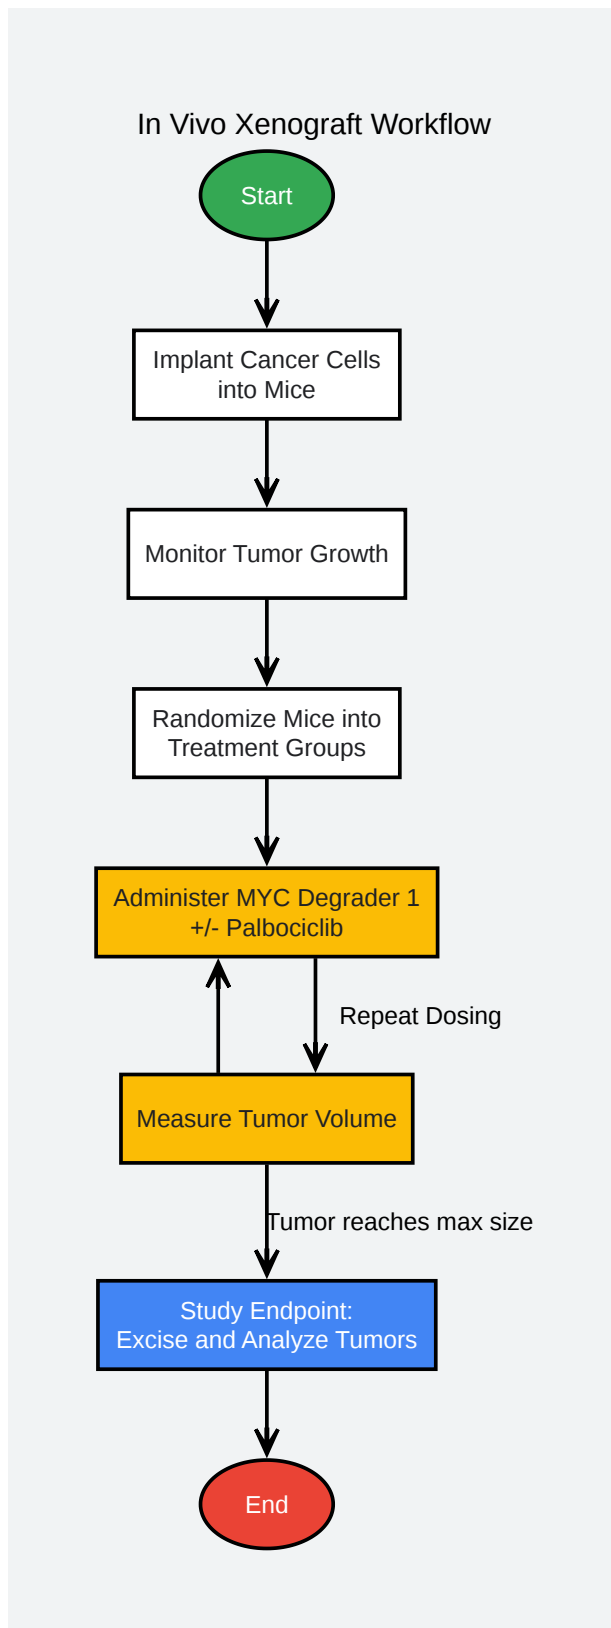 In Vivo Xenograft Workflow
Start
Implant Cancer Cells
into Mice
Monitor Tumor Growth
Randomize Mice into
Treatment Groups
Administer MYC Degrader 1
+/- Palbociclib
Repeat Dosing
Measure Tumor Volume
Tumor reaches max size
Study Endpoint:
Excise and Analyze Tumors
End